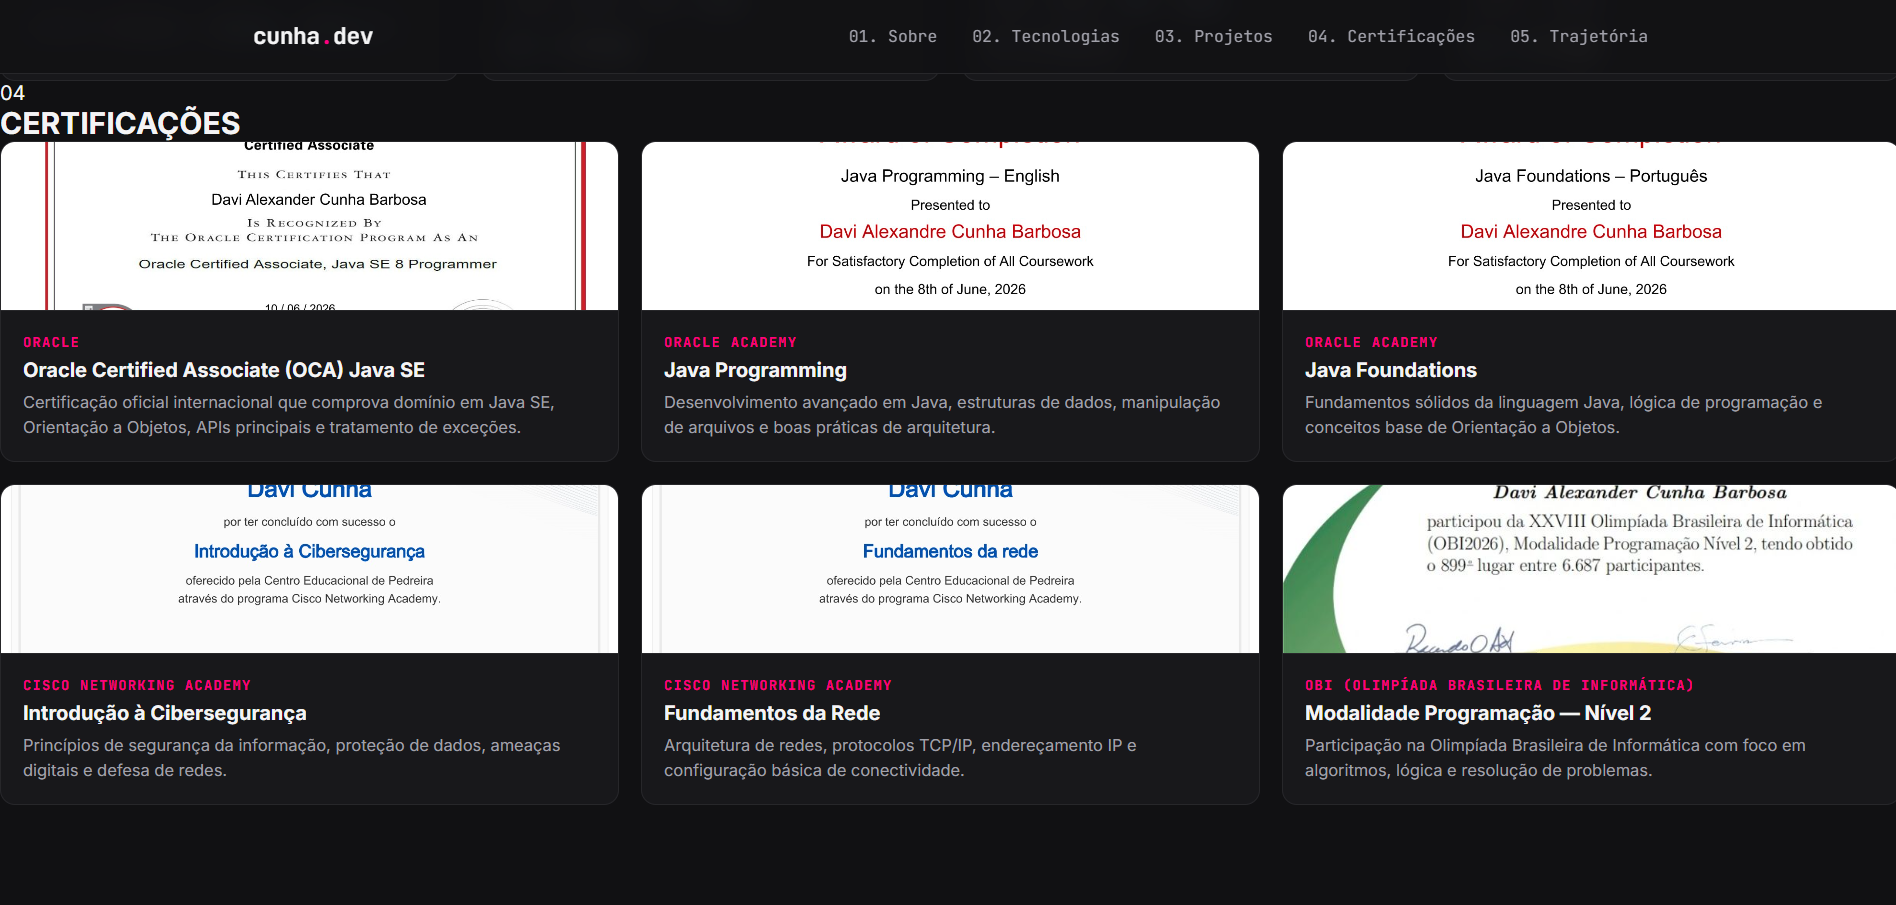 cunha.dev
01. Sobre 02. Tecnologias 03. Projetos 04. Certificações 05. Trajetória
04
CERTIFICAÇÕES
Certified Associate
This Certifies That
Davi Alexander Cunha Barbosa
Is Recognized By
The Oracle Certification Program As An
Oracle Certified Associate, Java SE 8 Programmer
10 / 06 / 2026
ORACLE
Oracle Certified Associate (OCA) Java SE
Certificação oficial internacional que comprova domínio em Java SE,
Orientação a Objetos, APIs principais e tratamento de exceções.
Java Programming – English
Presented to
Davi Alexandre Cunha Barbosa
For Satisfactory Completion of All Coursework
on the 8th of June, 2026
ORACLE ACADEMY
Java Programming
Desenvolvimento avançado em Java, estruturas de dados, manipulação
de arquivos e boas práticas de arquitetura.
Java Foundations – Português
Presented to
Davi Alexandre Cunha Barbosa
For Satisfactory Completion of All Coursework
on the 8th of June, 2026
ORACLE ACADEMY
Java Foundations
Fundamentos sólidos da linguagem Java, lógica de programação e
conceitos base de Orientação a Objetos.
Davi Cunha
por ter concluído com sucesso o
Introdução à Cibersegurança
oferecido pela Centro Educacional de Pedreira
através do programa Cisco Networking Academy.
CISCO NETWORKING ACADEMY
Introdução à Cibersegurança
Princípios de segurança da informação, proteção de dados, ameaças
digitais e defesa de redes.
Davi Cunha
por ter concluído com sucesso o
Fundamentos da rede
oferecido pela Centro Educacional de Pedreira
através do programa Cisco Networking Academy.
CISCO NETWORKING ACADEMY
Fundamentos da Rede
Arquitetura de redes, protocolos TCP/IP, endereçamento IP e
configuração básica de conectividade.
Davi Alexander Cunha Barbosa
participou da XXVIII Olimpíada Brasileira de Informática
(OBI2026), Modalidade Programação Nível 2, tendo obtido
o 899º lugar entre 6.687 participantes.
OBI (OLIMPÍADA BRASILEIRA DE INFORMÁTICA)
Modalidade Programação — Nível 2
Participação na Olimpíada Brasileira de Informática com foco em
algoritmos, lógica e resolução de problemas.